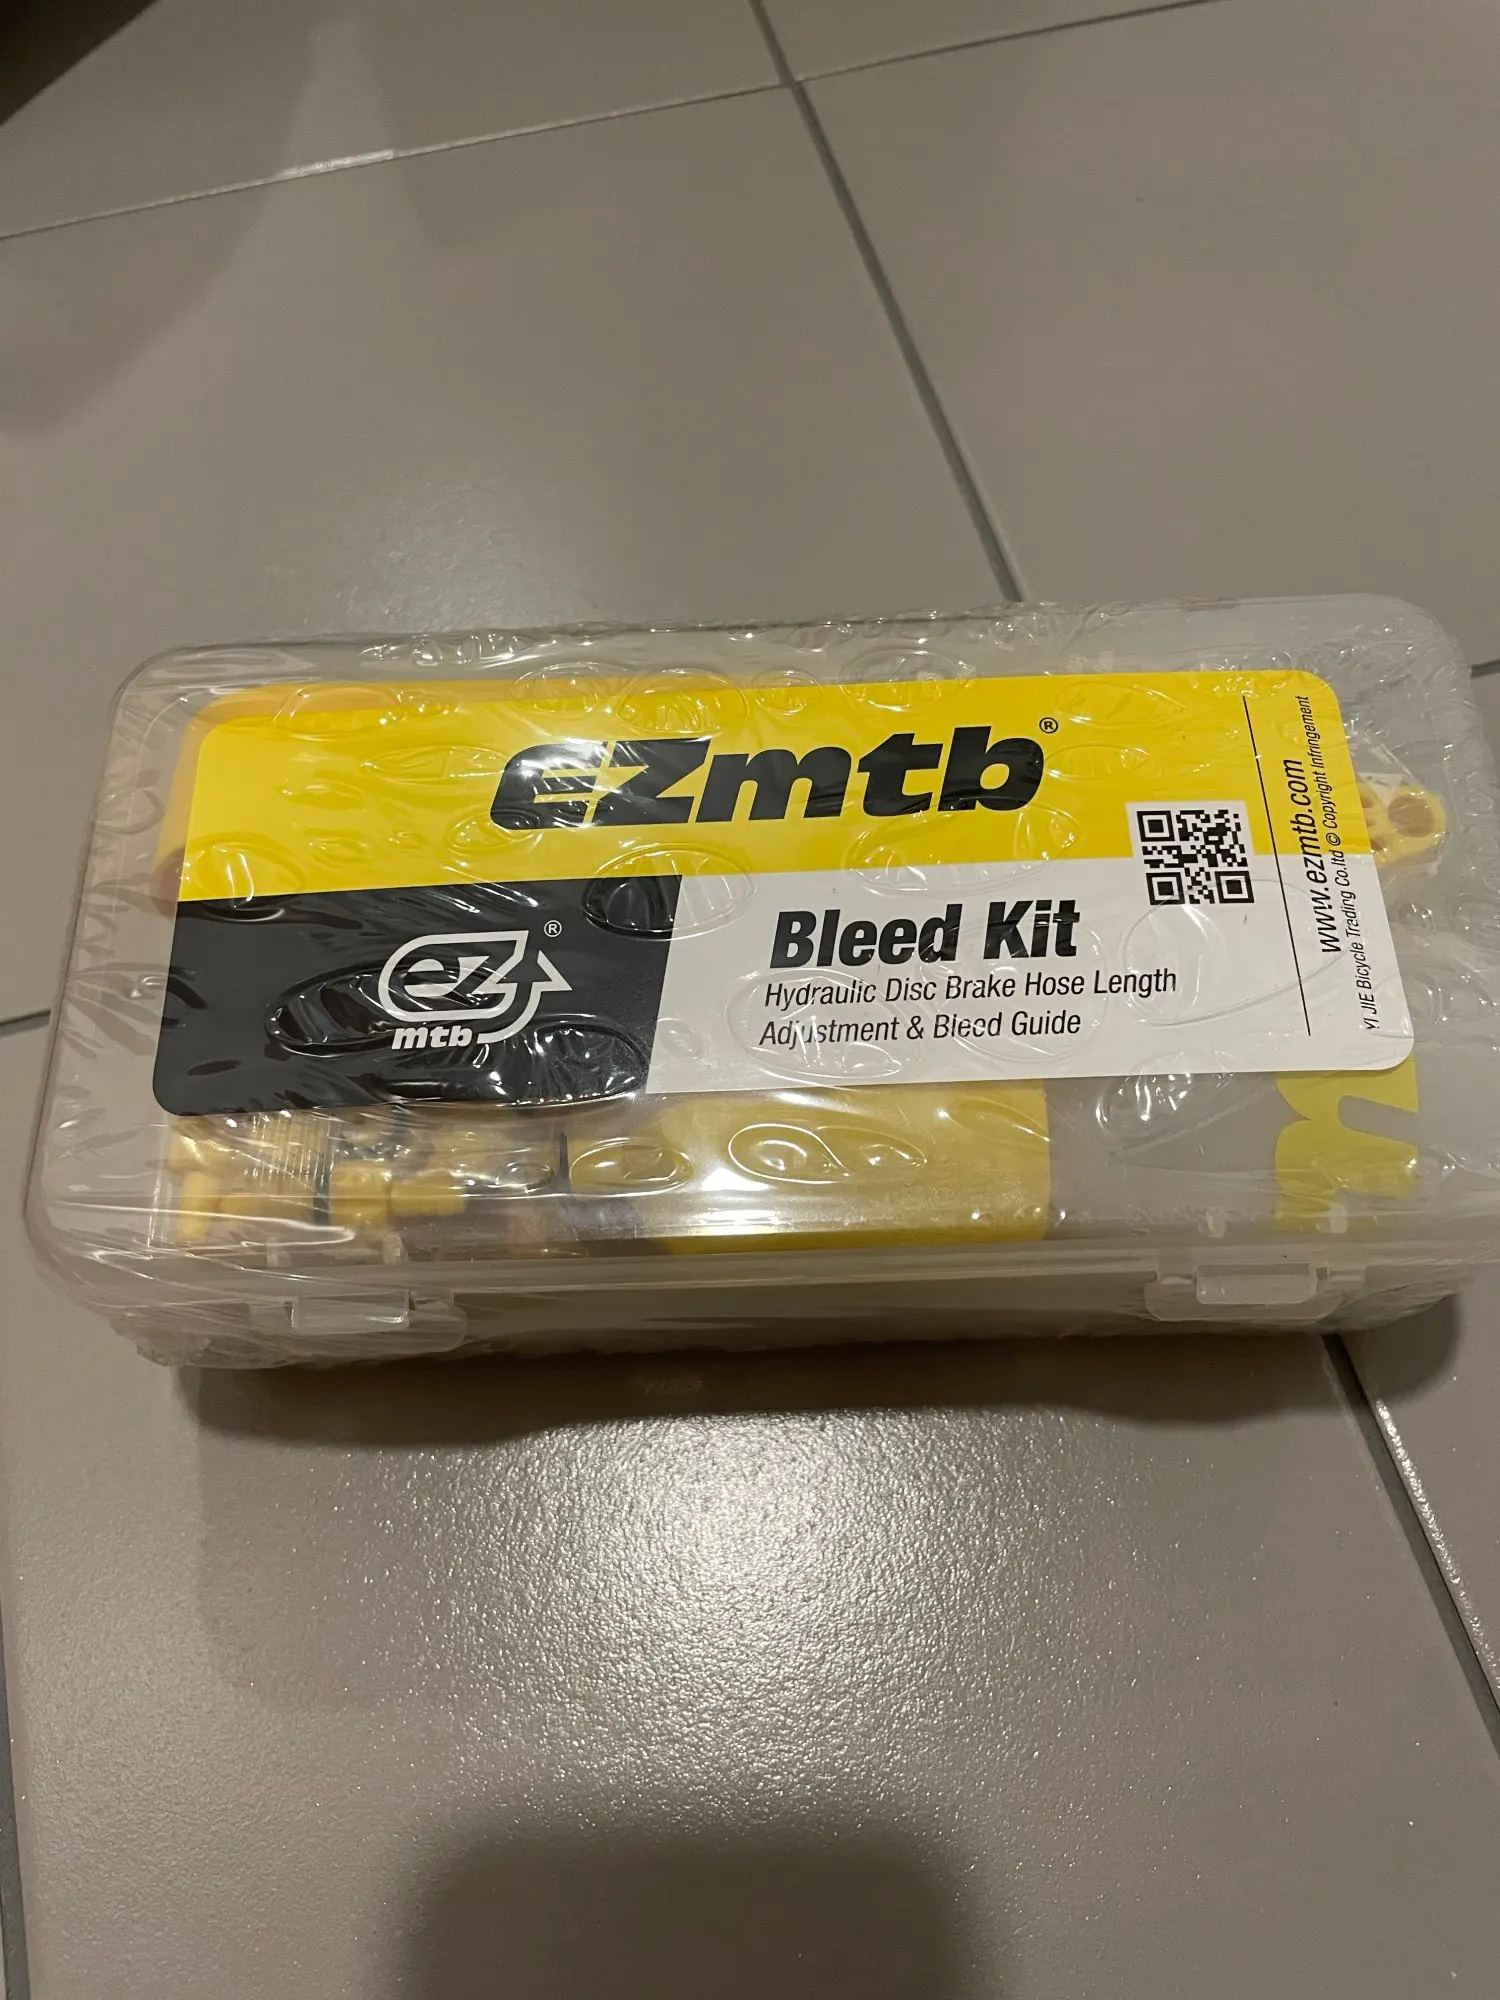 ezmtb®
ez®
mtb
Bleed Kit
Hydraulic Disc Brake Hose Length
Adjustment & Bleed Guide
www.ezmtb.com
YI JIE Bicycle Trading Co.ltd © Copyright Infringement